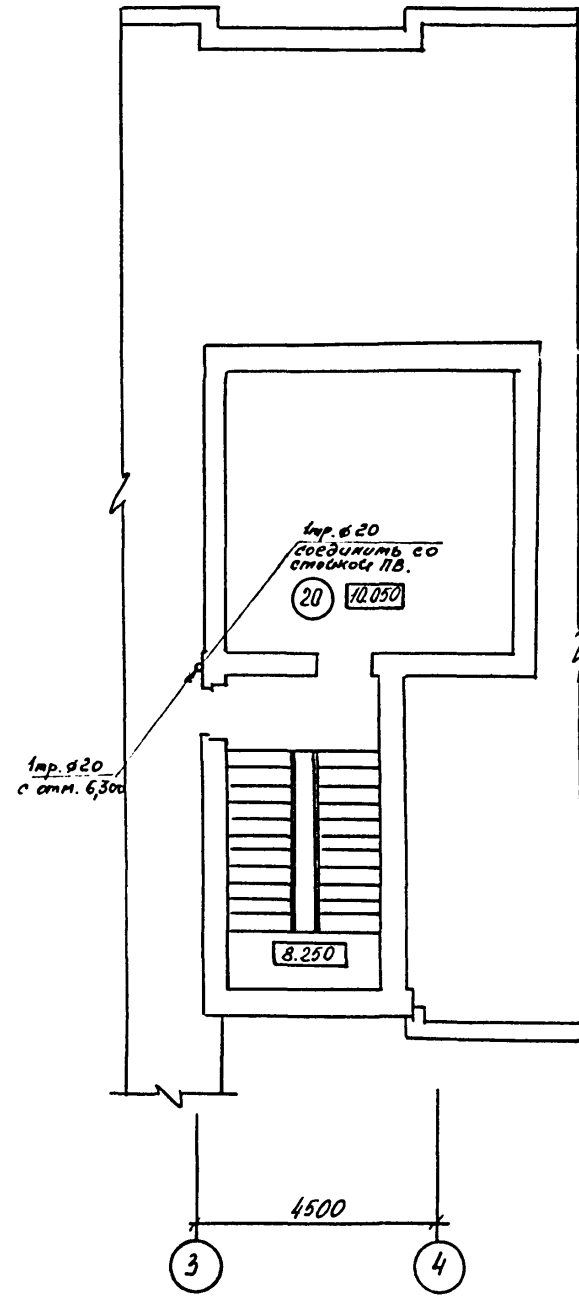 1тр. ø20
соединить со
стойкой ПВ.
20
10.050
1тр. ø20
с отм. 6,300
8.250
4500
3
4